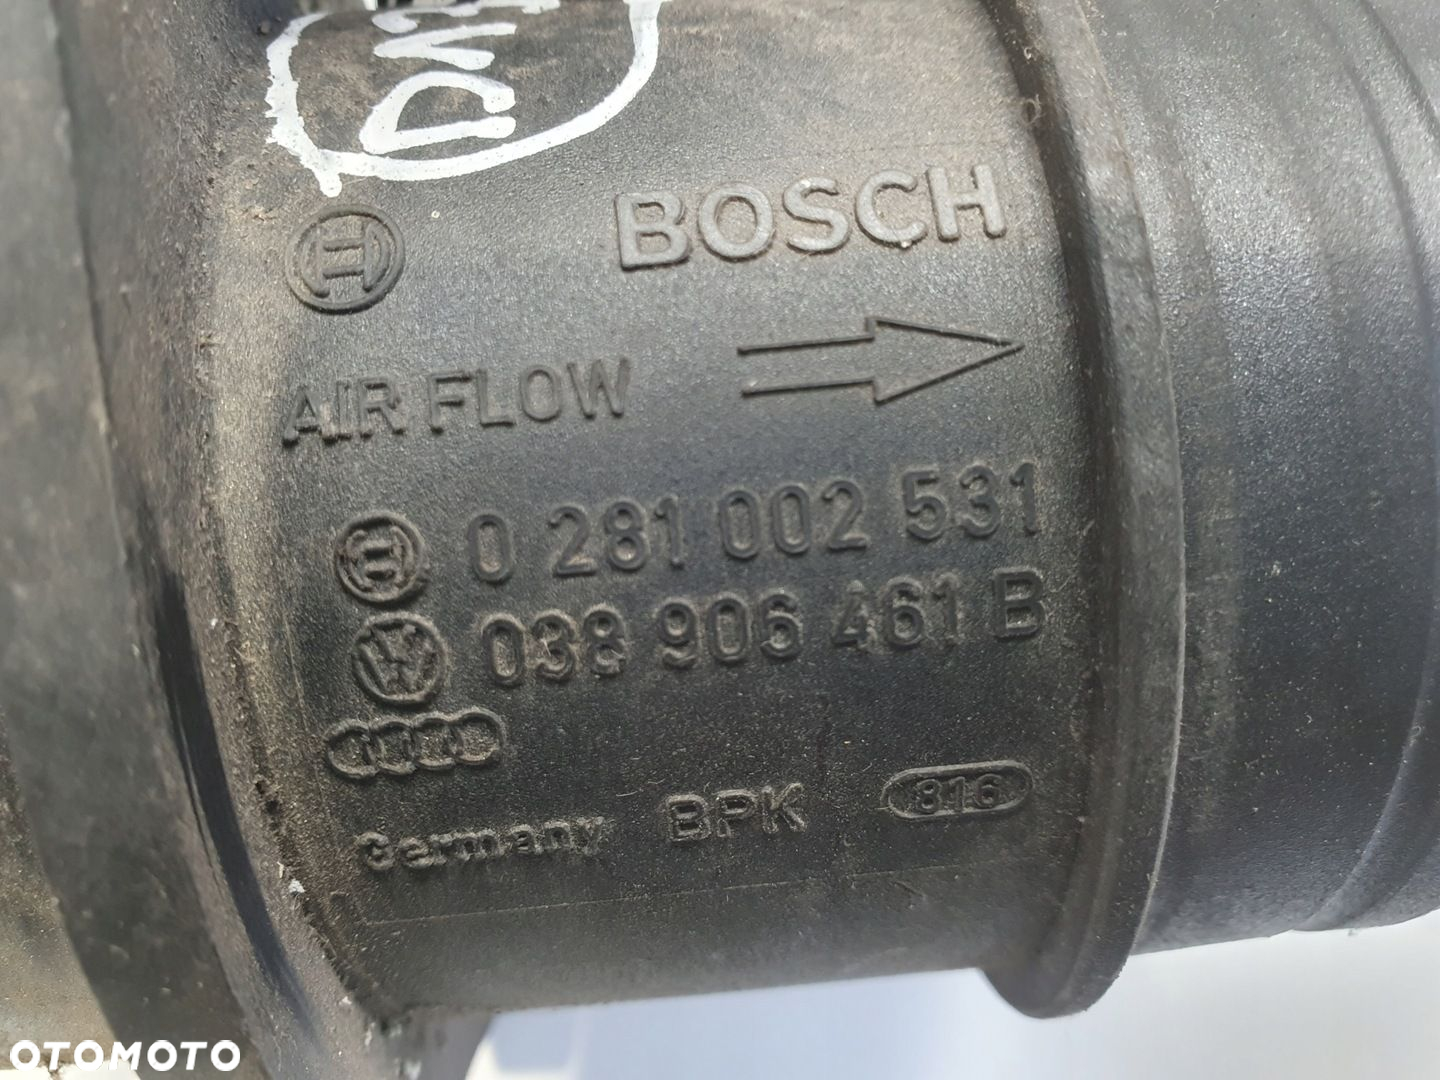 BOSCH
AIR FLOW
0 281 002 531
038 906 461 B
Germany BPK 816
OTOMOTO